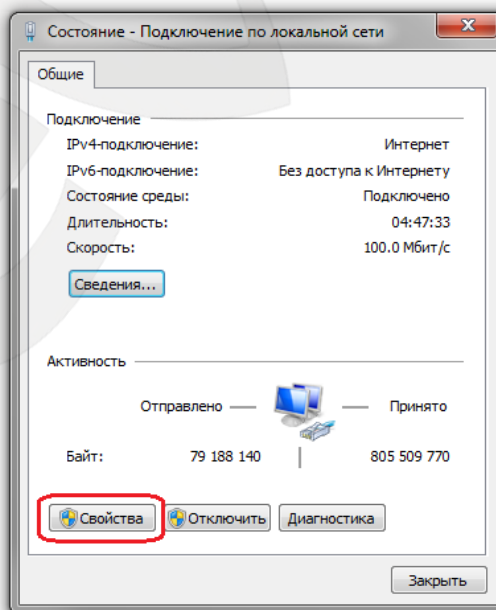 Состояние - Подключение по локальной сети
Общие
Подключение
IPv4-подключение: Интернет
IPv6-подключение: Без доступа к Интернету
Состояние среды: Подключено
Длительность: 04:47:33
Скорость: 100.0 Мбит/с
Сведения...
Активность
Отправлено — — Принято
Байт: 79 188 140 | 805 509 770
Свойства Отключить Диагностика
Закрыть